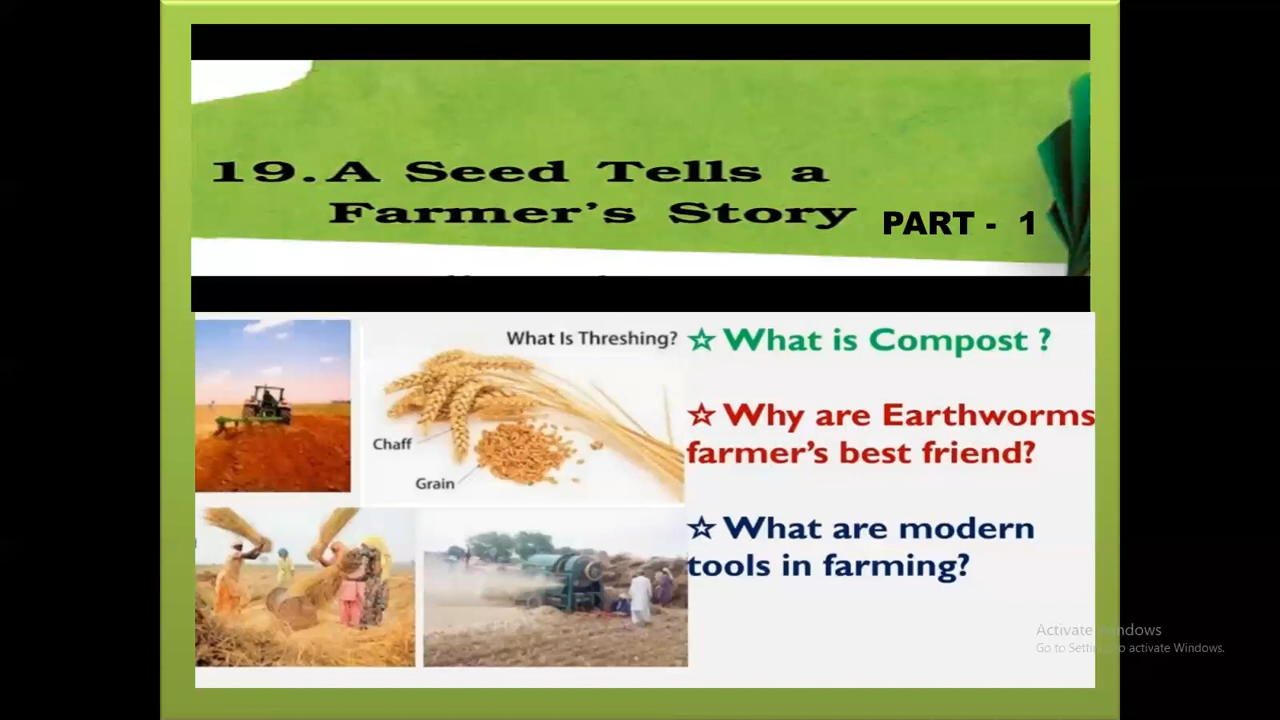 19. A Seed Tells a
Farmer's Story
PART - 1
What Is Threshing?
Chaff
Grain
☆ What is Compost ?
☆ Why are Earthworms
farmer's best friend?
☆ What are modern
tools in farming?
Activate Windows
Go to Settings to activate Windows.